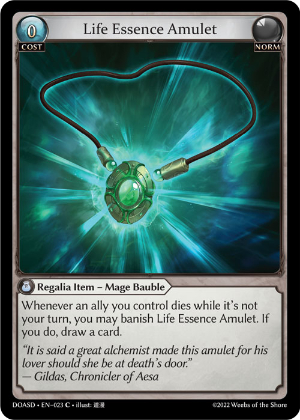 0
COST
Life Essence Amulet
NORM
Regalia Item – Mage Bauble
Whenever an ally you control dies while it's not
your turn, you may banish Life Essence Amulet. If
you do, draw a card.
“It is said a great alchemist made this amulet for his
lover should she be at death's door.”
— Gildas, Chronicler of Aesa
DOASD • EN-023 C • illust:
©2022 Weebs of the Shore